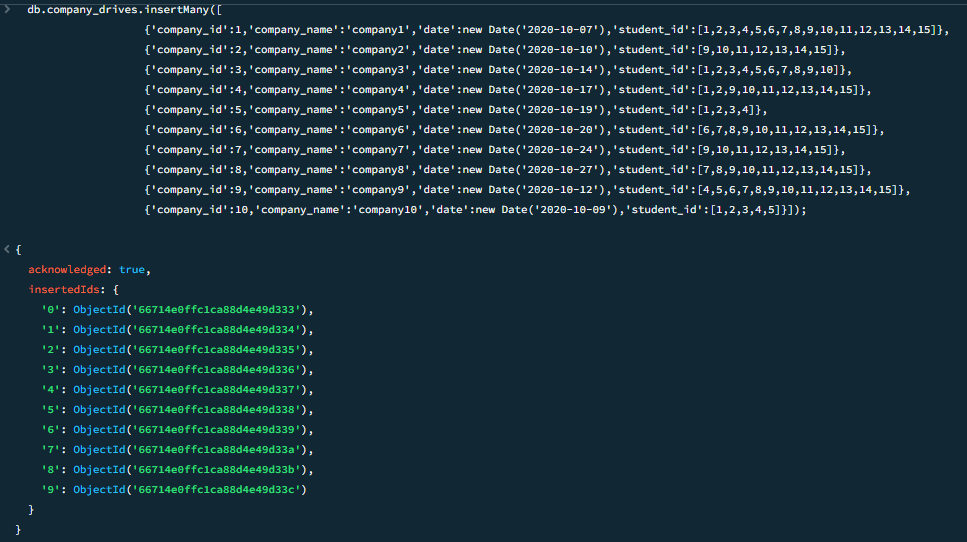 > db.company_drives.insertMany([
{'company_id':1,'company_name':'company1','date':new Date('2020-10-07'),'student_id':[1,2,3,4,5,6,7,8,9,10,11,12,13,14,15]},
{'company_id':2,'company_name':'company2','date':new Date('2020-10-10'),'student_id':[9,10,11,12,13,14,15]},
{'company_id':3,'company_name':'company3','date':new Date('2020-10-14'),'student_id':[1,2,3,4,5,6,7,8,9,10]},
{'company_id':4,'company_name':'company4','date':new Date('2020-10-17'),'student_id':[1,2,9,10,11,12,13,14,15]},
{'company_id':5,'company_name':'company5','date':new Date('2020-10-19'),'student_id':[1,2,3,4]},
{'company_id':6,'company_name':'company6','date':new Date('2020-10-20'),'student_id':[6,7,8,9,10,11,12,13,14,15]},
{'company_id':7,'company_name':'company7','date':new Date('2020-10-24'),'student_id':[9,10,11,12,13,14,15]},
{'company_id':8,'company_name':'company8','date':new Date('2020-10-27'),'student_id':[7,8,9,10,11,12,13,14,15]},
{'company_id':9,'company_name':'company9','date':new Date('2020-10-12'),'student_id':[4,5,6,7,8,9,10,11,12,13,14,15]},
{'company_id':10,'company_name':'company10','date':new Date('2020-10-09'),'student_id':[1,2,3,4,5]}]);
< {
acknowledged: true,
insertedIds: {
'0': ObjectId('66714e0ffc1ca88d4e49d333'),
'1': ObjectId('66714e0ffc1ca88d4e49d334'),
'2': ObjectId('66714e0ffc1ca88d4e49d335'),
'3': ObjectId('66714e0ffc1ca88d4e49d336'),
'4': ObjectId('66714e0ffc1ca88d4e49d337'),
'5': ObjectId('66714e0ffc1ca88d4e49d338'),
'6': ObjectId('66714e0ffc1ca88d4e49d339'),
'7': ObjectId('66714e0ffc1ca88d4e49d33a'),
'8': ObjectId('66714e0ffc1ca88d4e49d33b'),
'9': ObjectId('66714e0ffc1ca88d4e49d33c')
}
}